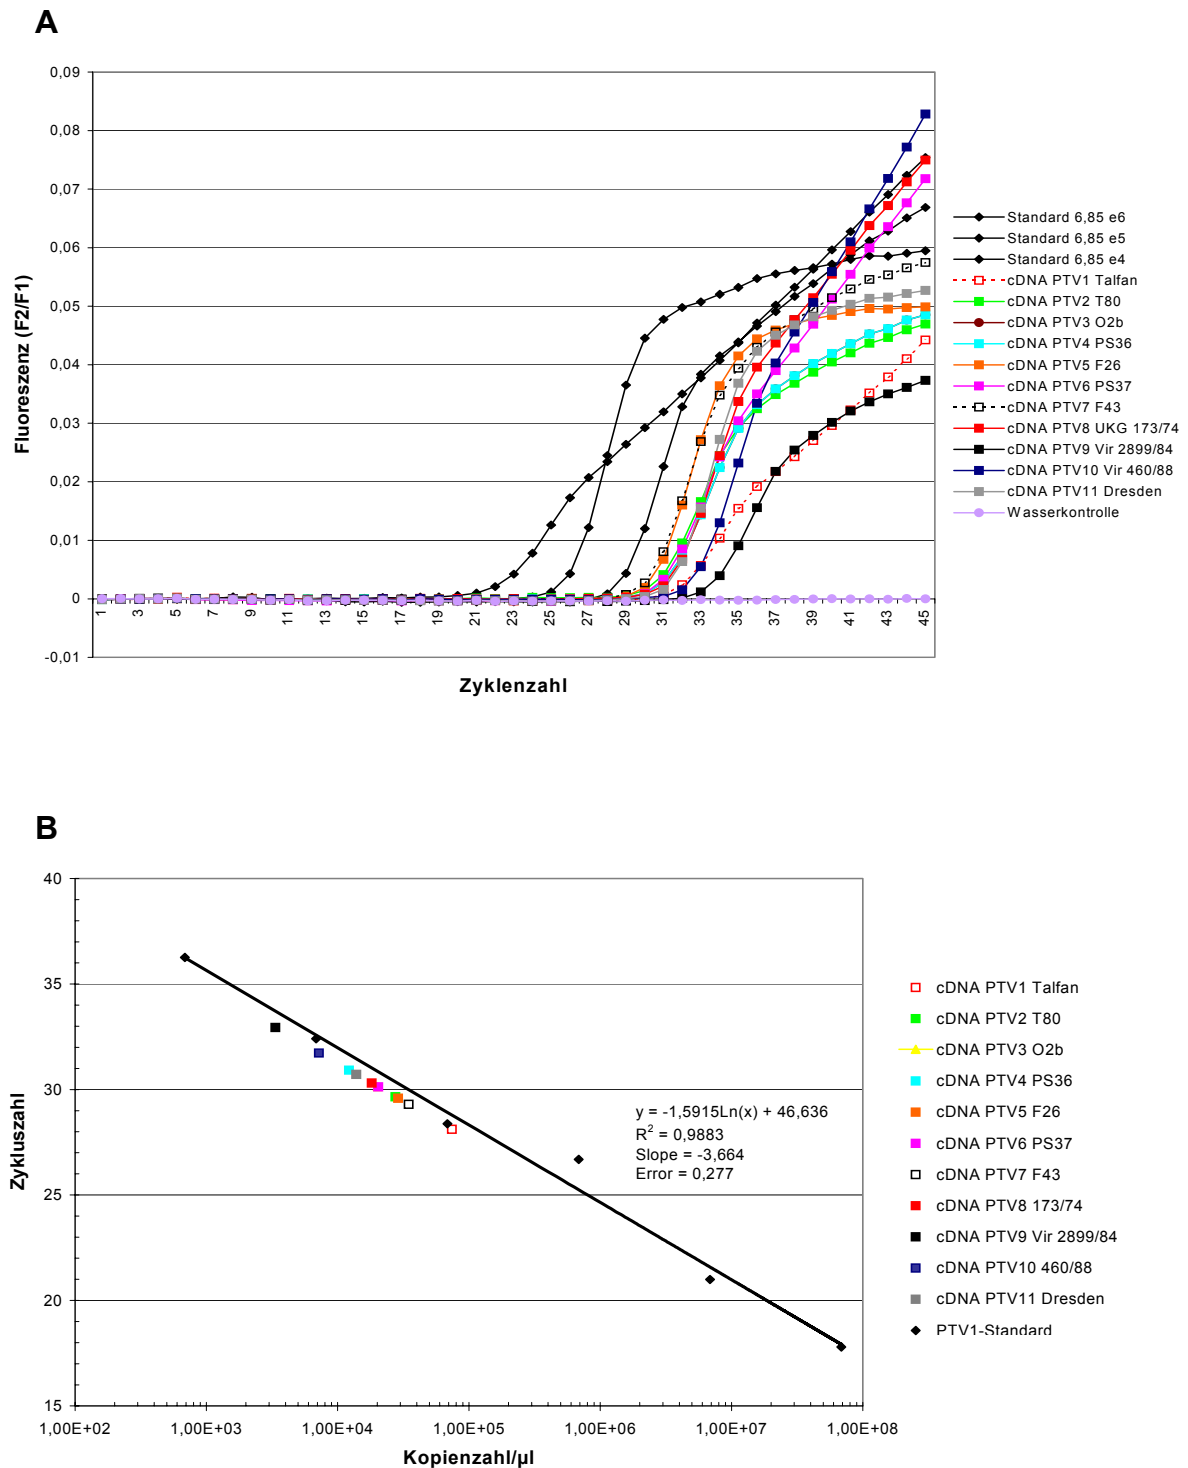 A
0,09
0,08
0,07
0,06
0,05
0,04
0,03
0,02
0,01
0
-0,01
Fluoreszenz (F2/F1)
1 3 5 7 9 11 13 15 17 19 21 23 25 27 29 31 33 35 37 39 41 43 45
Zyklenzahl
Standard 6,85 e6
Standard 6,85 e5
Standard 6,85 e4
cDNA PTV1 Talfan
cDNA PTV2 T80
cDNA PTV3 O2b
cDNA PTV4 PS36
cDNA PTV5 F26
cDNA PTV6 PS37
cDNA PTV7 F43
cDNA PTV8 UKG 173/74
cDNA PTV9 Vir 2899/84
cDNA PTV10 Vir 460/88
cDNA PTV11 Dresden
Wasserkontrolle
B
40
35
30
25
20
15
Zykluszahl
y = -1,5915Ln(x) + 46,636
R² = 0,9883
Slope = -3,664
Error = 0,277
1,00E+02 1,00E+03 1,00E+04 1,00E+05 1,00E+06 1,00E+07 1,00E+08
Kopienzahl/µl
cDNA PTV1 Talfan
cDNA PTV2 T80
cDNA PTV3 O2b
cDNA PTV4 PS36
cDNA PTV5 F26
cDNA PTV6 PS37
cDNA PTV7 F43
cDNA PTV8 173/74
cDNA PTV9 Vir 2899/84
cDNA PTV10 460/88
cDNA PTV11 Dresden
PTV1-Standard